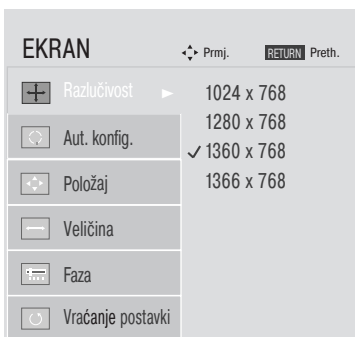 EKRAN Prmj. RETURN Preth.
Razlučivost
Aut. konfig.
Položaj
Veličina
Faza
Vraćanje postavki
1024 x 768
1280 x 768
✓ 1360 x 768
1366 x 768